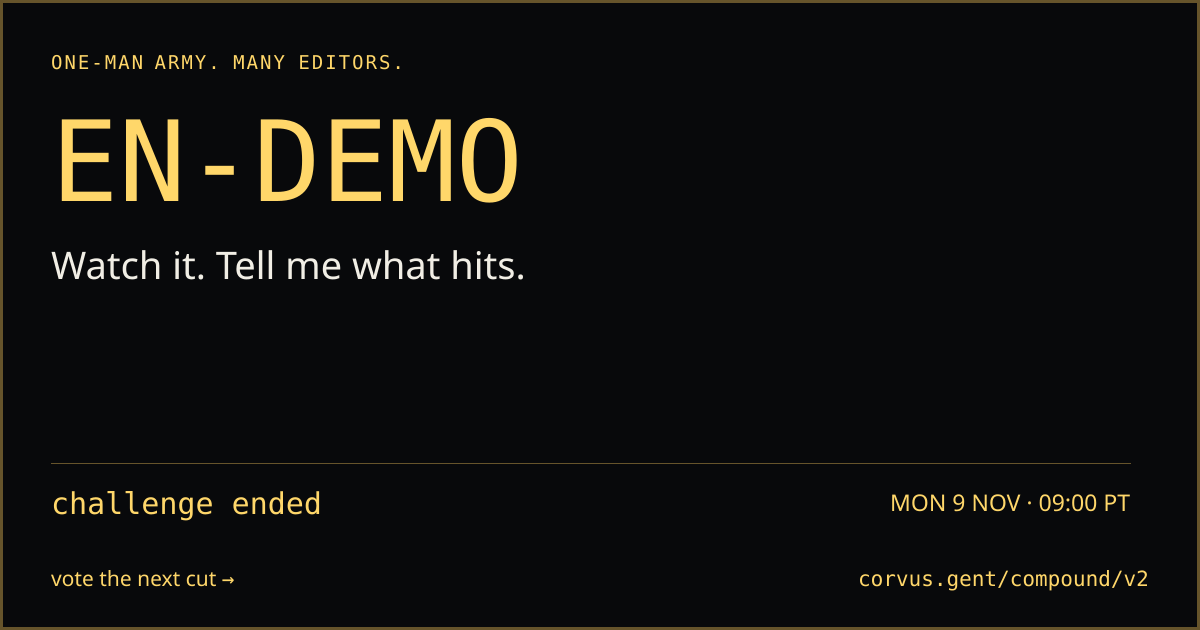 ONE-MAN ARMY. MANY EDITORS.
EN-DEMO
Watch it. Tell me what hits.
challenge ended
MON 9 NOV · 09:00 PT
vote the next cut →
corvus.gent/compound/v2